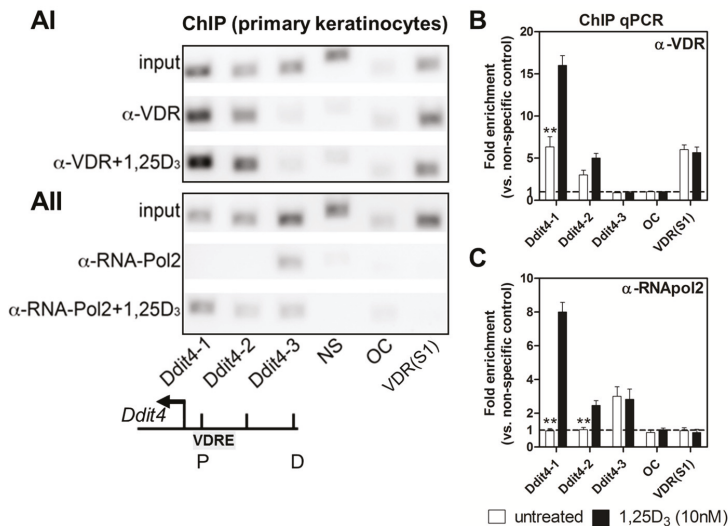 AI
ChIP (primary keratinocytes)
input
α-VDR
α-VDR+1,25D₃
AII
input
α-RNA-Pol2
α-RNA-Pol2+1,25D₃
Ddit4-1
Ddit4-2
Ddit4-3
NS
OC
VDR(S1)
Ddit4
VDRE
P
D
ChIP qPCR
B
α-VDR
Fold enrichment
(vs. non-specific control)
20
15
10
5
1
0
**
Ddit4-1
Ddit4-2
Ddit4-3
OC
VDR(S1)
C
α-RNApol2
Fold enrichment
(vs. non-specific control)
10
8
6
4
2
1
0
**
**
Ddit4-1
Ddit4-2
Ddit4-3
OC
VDR(S1)
untreated
1,25D₃ (10nM)